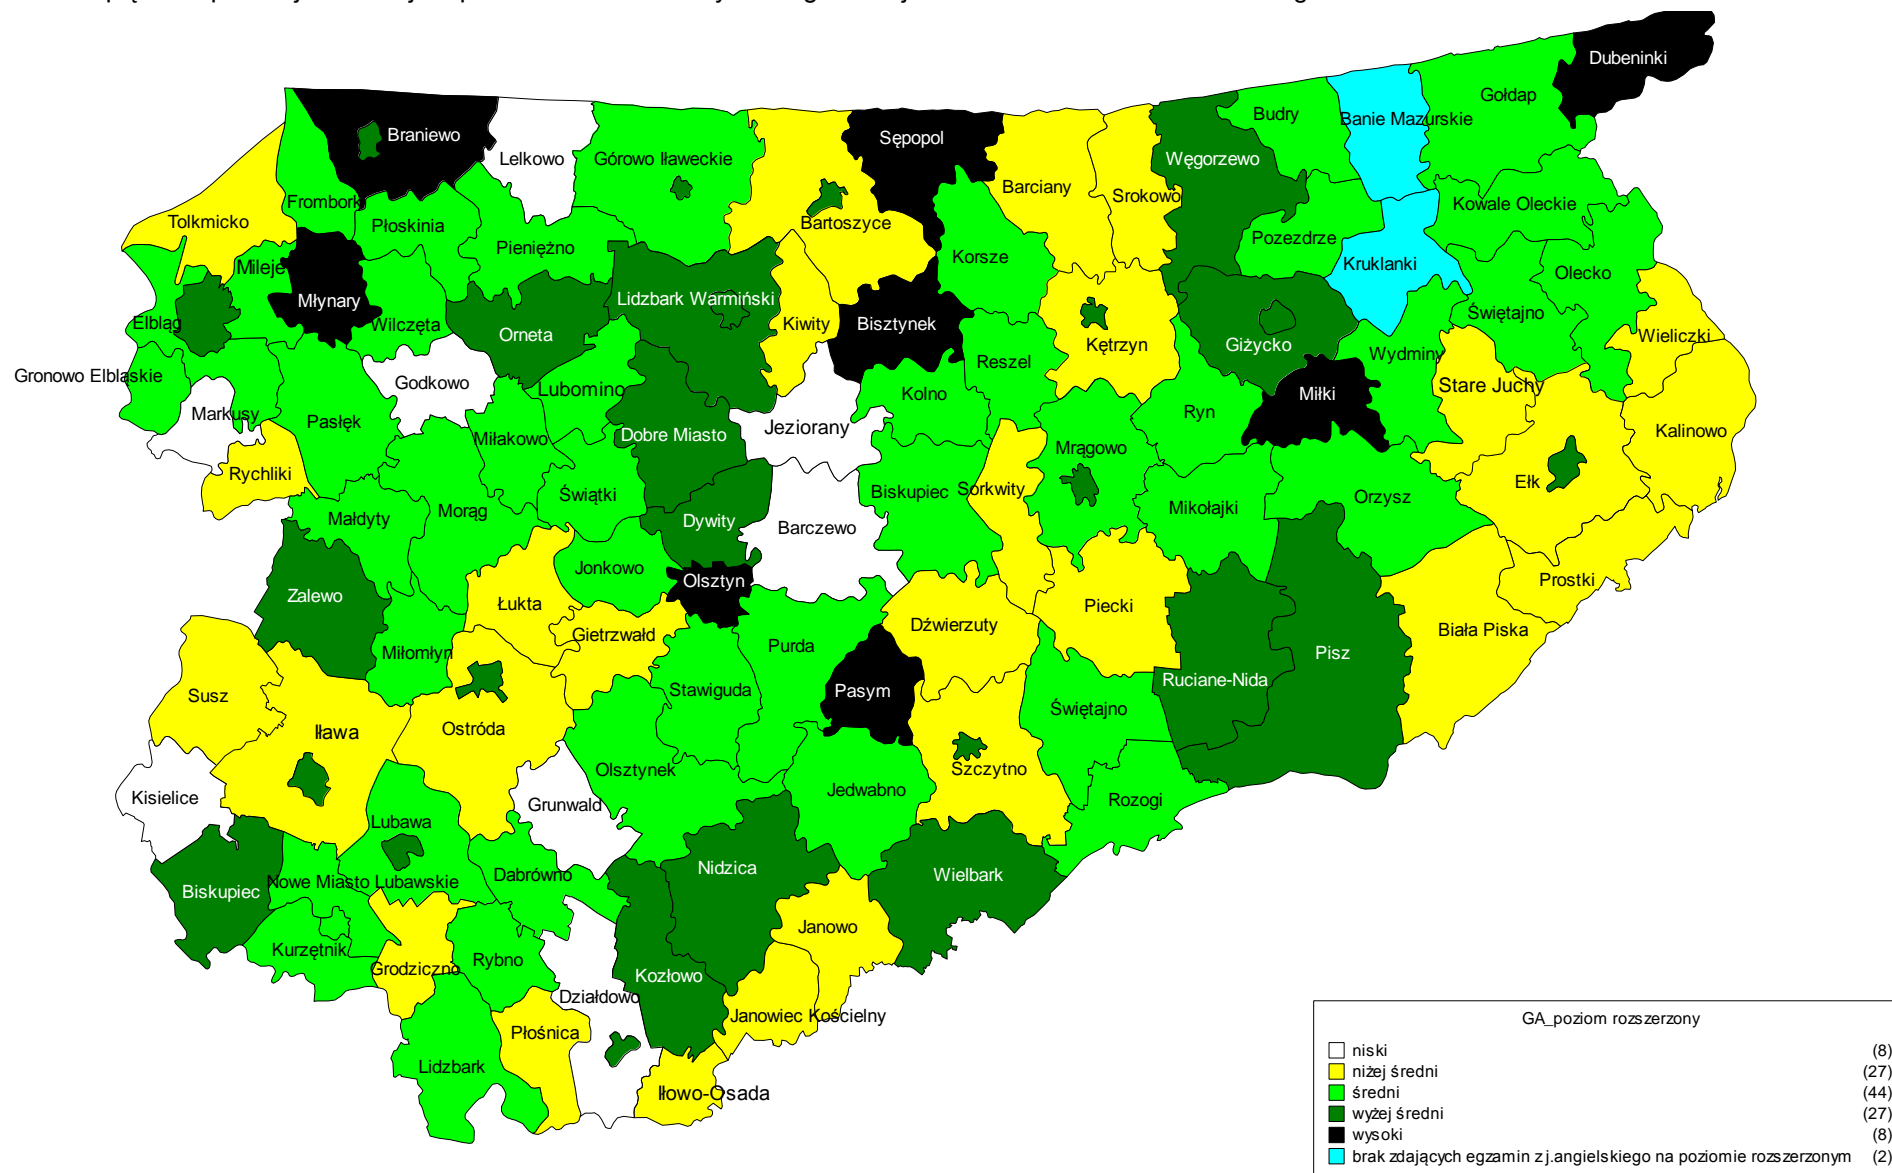 Dubeninki
Gołdap
Budry
Banie Mazurskie
Braniewo
Sępopol
Lelkowo
Górowo Iławeckie
Węgorzewo
Barciany
Srokowo
Frombork
Kowale Oleckie
Tolkmicko
Płoskinia
Bartoszyce
Pieniężno
Pozezdrze
Korsze
Kruklanki
Mileje
Olecko
Młynary
Lidzbark Warmiński
Elbląg
Wilczęta
Kiwity
Bisztynek
Świętajno
Orneta
Kętrzyn
Giżycko
Wieliczki
Wydminy
Reszel
Gronowo Elbląskie
Godkowo
Lubomino
Stare Juchy
Kolno
Miłki
Markusy
Pasłęk
Ryn
Jeziorany
Miłakowo
Dobre Miasto
Kalinowo
Mrągowo
Rychliki
Świątki
Biskupiec
Sorkwity
Ełk
Orzysz
Małdyty
Morąg
Mikołajki
Dywity
Barczewo
Jonkowo
Olsztyn
Prostki
Zalewo
Łukta
Piecki
Dźwierzuty
Gietrzwałd
Biała Piska
Purda
Miłomłyn
Pisz
Ruciane-Nida
Susz
Stawiguda
Pasym
Świętajno
Iława
Ostróda
Olsztynek
Szczytno
Kisielice
Grunwald
Jedwabno
Rozogi
Lubawa
Nidzica
Biskupiec
Nowe Miasto Lubawskie
Dabrówno
Wielbark
Janowo
Kurzętnik
Grodziczno
Rybno
Kozłowo
Działdowo
Janowiec Kościelny
Płośnica
Lidzbark
Iłowo-Osada
GA_poziom rozszerzony
niski (8)
niżej średni (27)
średni (44)
wyżej średni (27)
wysoki (8)
brak zdających egzamin z j.angielskiego na poziomie rozszerzonym (2)